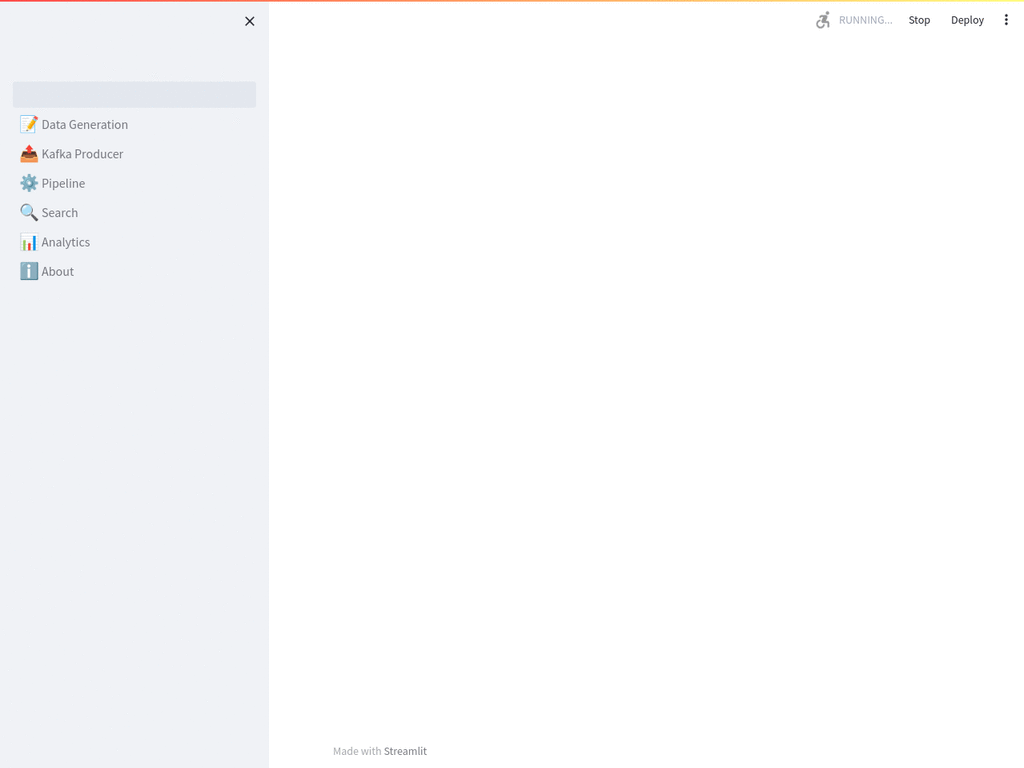 RUNNING...
Stop
Deploy
Data Generation
Kafka Producer
Pipeline
Search
Analytics
About
Made with Streamlit